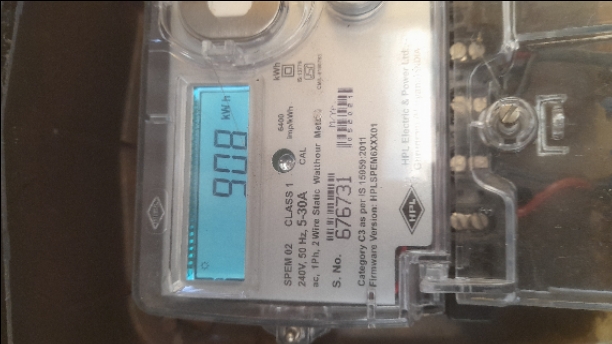 908 kWh
6400 imp/kWh
CAL
kWh
SPEM 02 CLASS 1
240V, 50 Hz, 5-30A
ac, 1Ph, 2 Wire Static Watthour Meter
S. No. 676731
Category C3 as per IS 15959:2011
Firmware Version: HPLSPEM6XXX01
HPL
HPL Electric & Power Ltd.